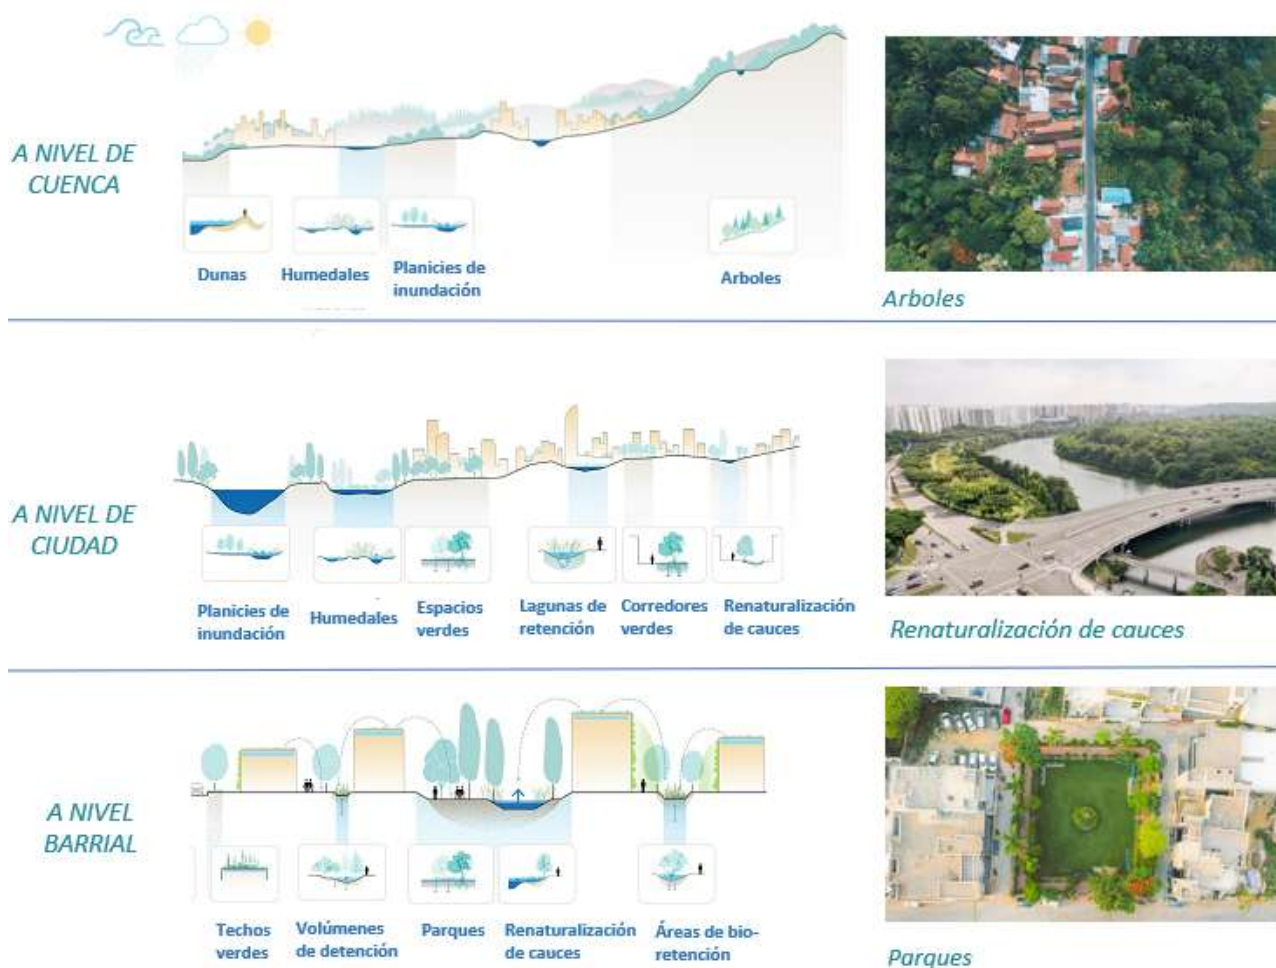 A NIVEL DE
CUENCA
Dunas
Humedales
Planicies de
inundación
Arboles
Arboles
A NIVEL DE
CIUDAD
Planicies de
inundación
Humedales
Espacios
verdes
Lagunas de
retención
Corredores
verdes
Renaturalización
de cauces
Renaturalización de cauces
A NIVEL
BARRIAL
Techos
verdes
Volúmenes
de detención
Parques
Renaturalización
de cauces
Áreas de bio-
retención
Parques